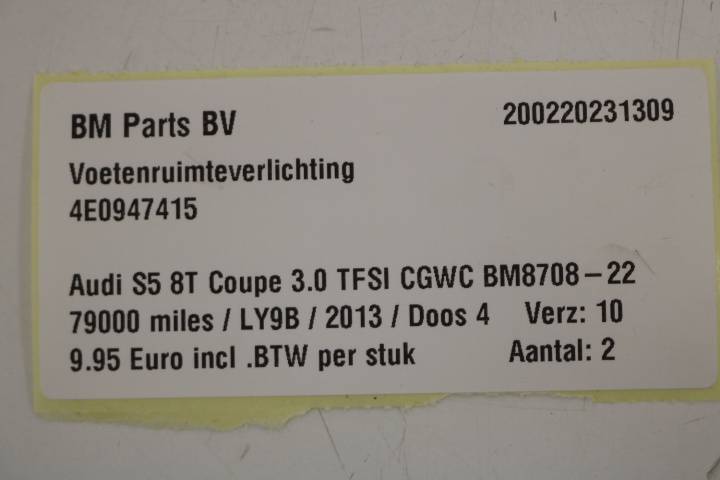 BM Parts BV 200220231309
Voetenruimteverlichting
4E0947415
Audi S5 8T Coupe 3.0 TFSI CGWC BM8708-22
79000 miles / LY9B / 2013 / Doos 4 Verz: 10
9.95 Euro incl .BTW per stuk Aantal: 2